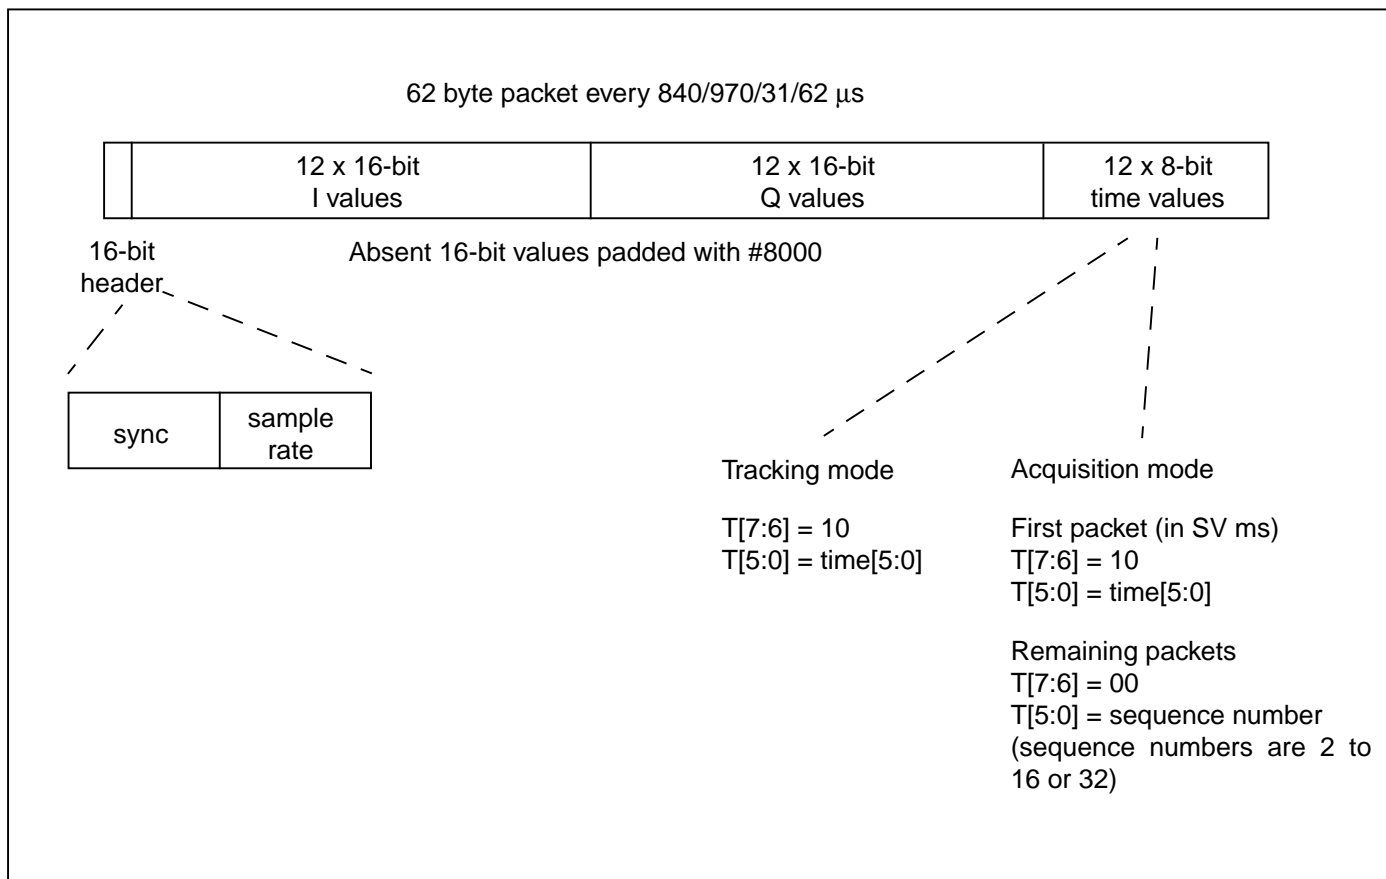 62 byte packet every 840/970/31/62 μs
12 x 16-bit
I values
12 x 16-bit
Q values
12 x 8-bit
time values
16-bit
header
Absent 16-bit values padded with #8000
sync
sample
rate
Tracking mode
T[7:6] = 10
T[5:0] = time[5:0]
Acquisition mode
First packet (in SV ms)
T[7:6] = 10
T[5:0] = time[5:0]
Remaining packets
T[7:6] = 00
T[5:0] = sequence number
(sequence numbers are 2 to
16 or 32)